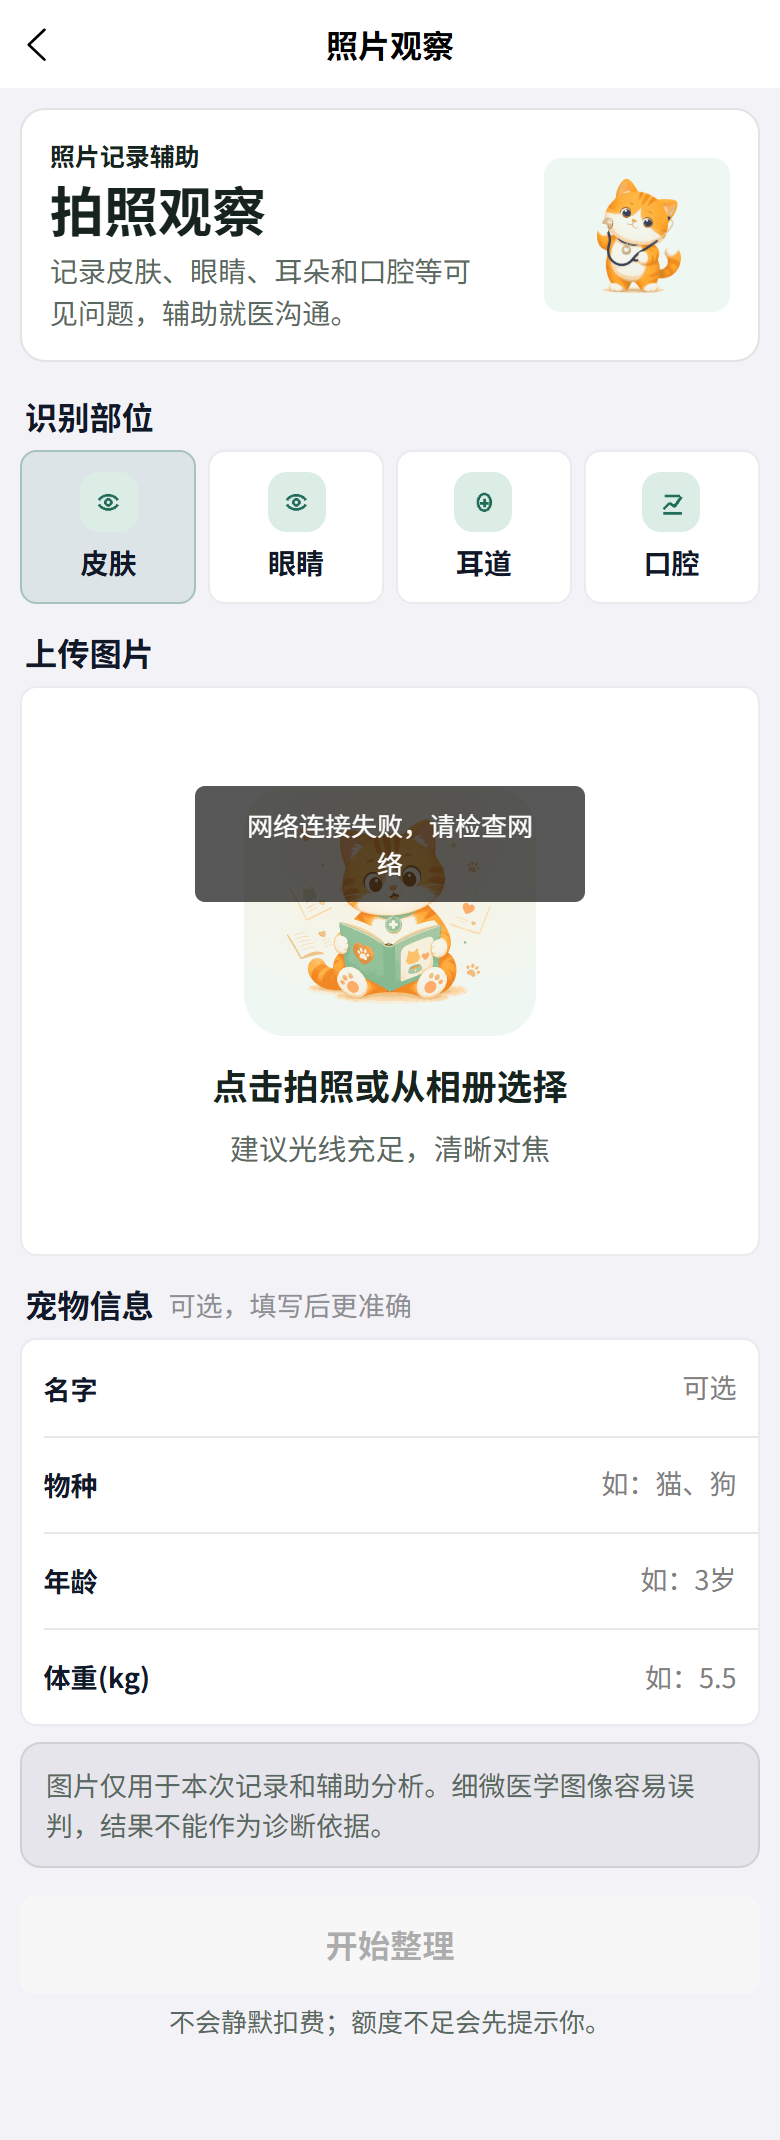 照片观察
照片记录辅助
拍照观察
记录皮肤、眼睛、耳朵和口腔等可
见问题，辅助就医沟通。
识别部位
皮肤
眼睛
耳道
口腔
上传图片
网络连接失败，请检查网
络
点击拍照或从相册选择
建议光线充足，清晰对焦
宠物信息 可选，填写后更准确
名字 可选
物种 如：猫、狗
年龄 如：3岁
体重(kg) 如：5.5
图片仅用于本次记录和辅助分析。细微医学图像容易误
判，结果不能作为诊断依据。
开始整理
不会静默扣费；额度不足会先提示你。